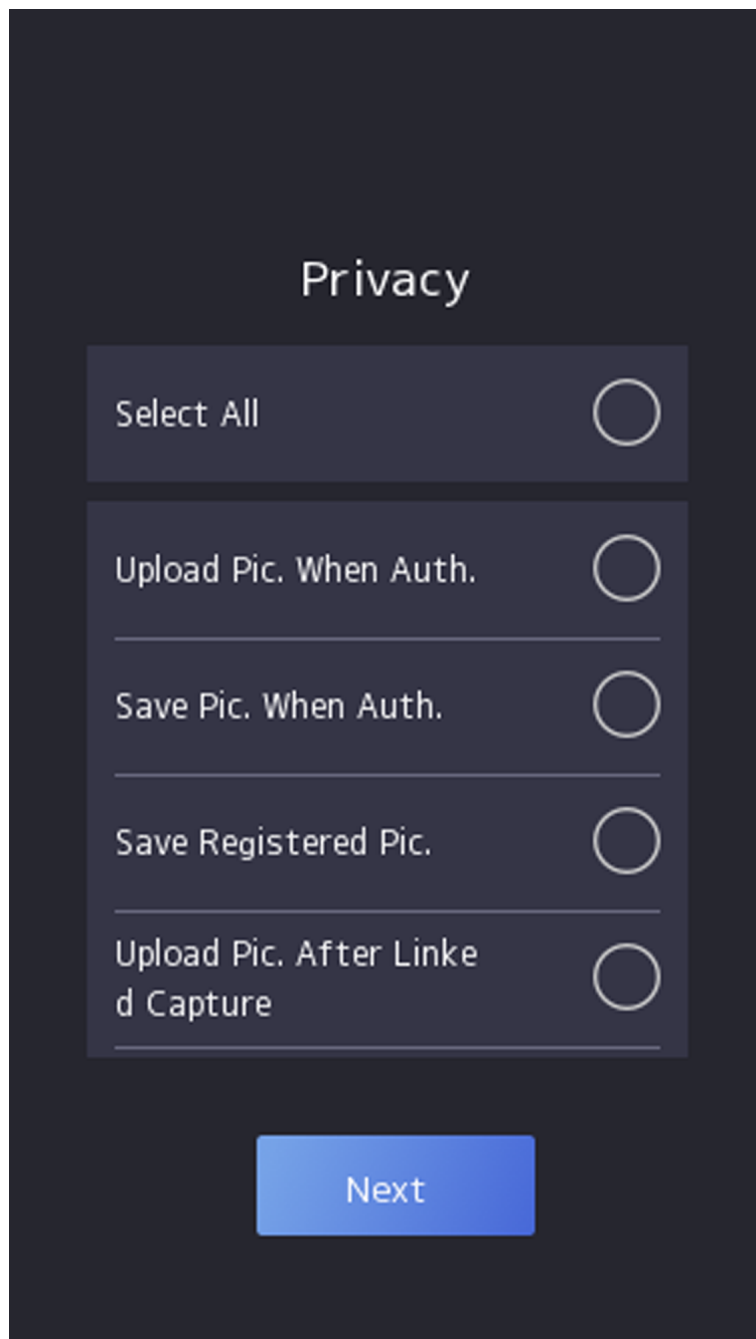 Privacy
Select All
Upload Pic. When Auth.
Save Pic. When Auth.
Save Registered Pic.
Upload Pic. After Linke
d Capture
Next